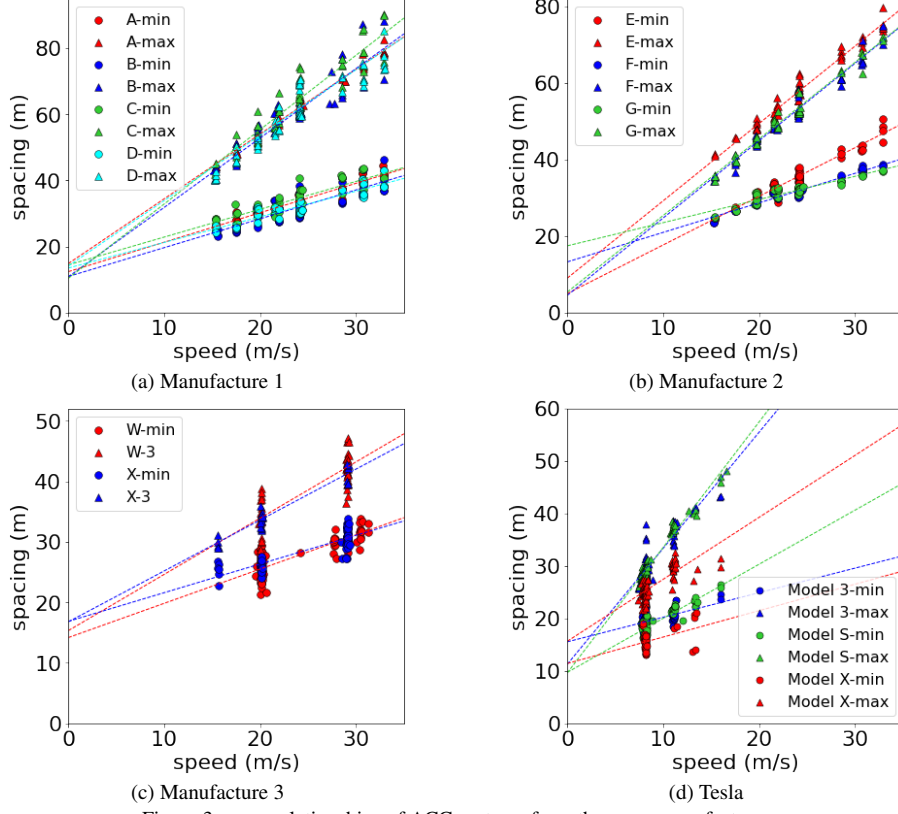 A-min
A-max
B-min
B-max
C-min
C-max
D-min
D-max
80
60
40
20
0
spacing (m)
0 10 20 30
speed (m/s)
(a) Manufacture 1
E-min
E-max
F-min
F-max
G-min
G-max
80
60
40
20
0
spacing (m)
0 10 20 30
speed (m/s)
(b) Manufacture 2
W-min
W-3
X-min
X-3
50
40
30
20
10
0
spacing (m)
0 10 20 30
speed (m/s)
(c) Manufacture 3
60
50
40
30
20
10
0
spacing (m)
Model 3-min
Model 3-max
Model S-min
Model S-max
Model X-min
Model X-max
0 10 20 30
speed (m/s)
(d) Tesla